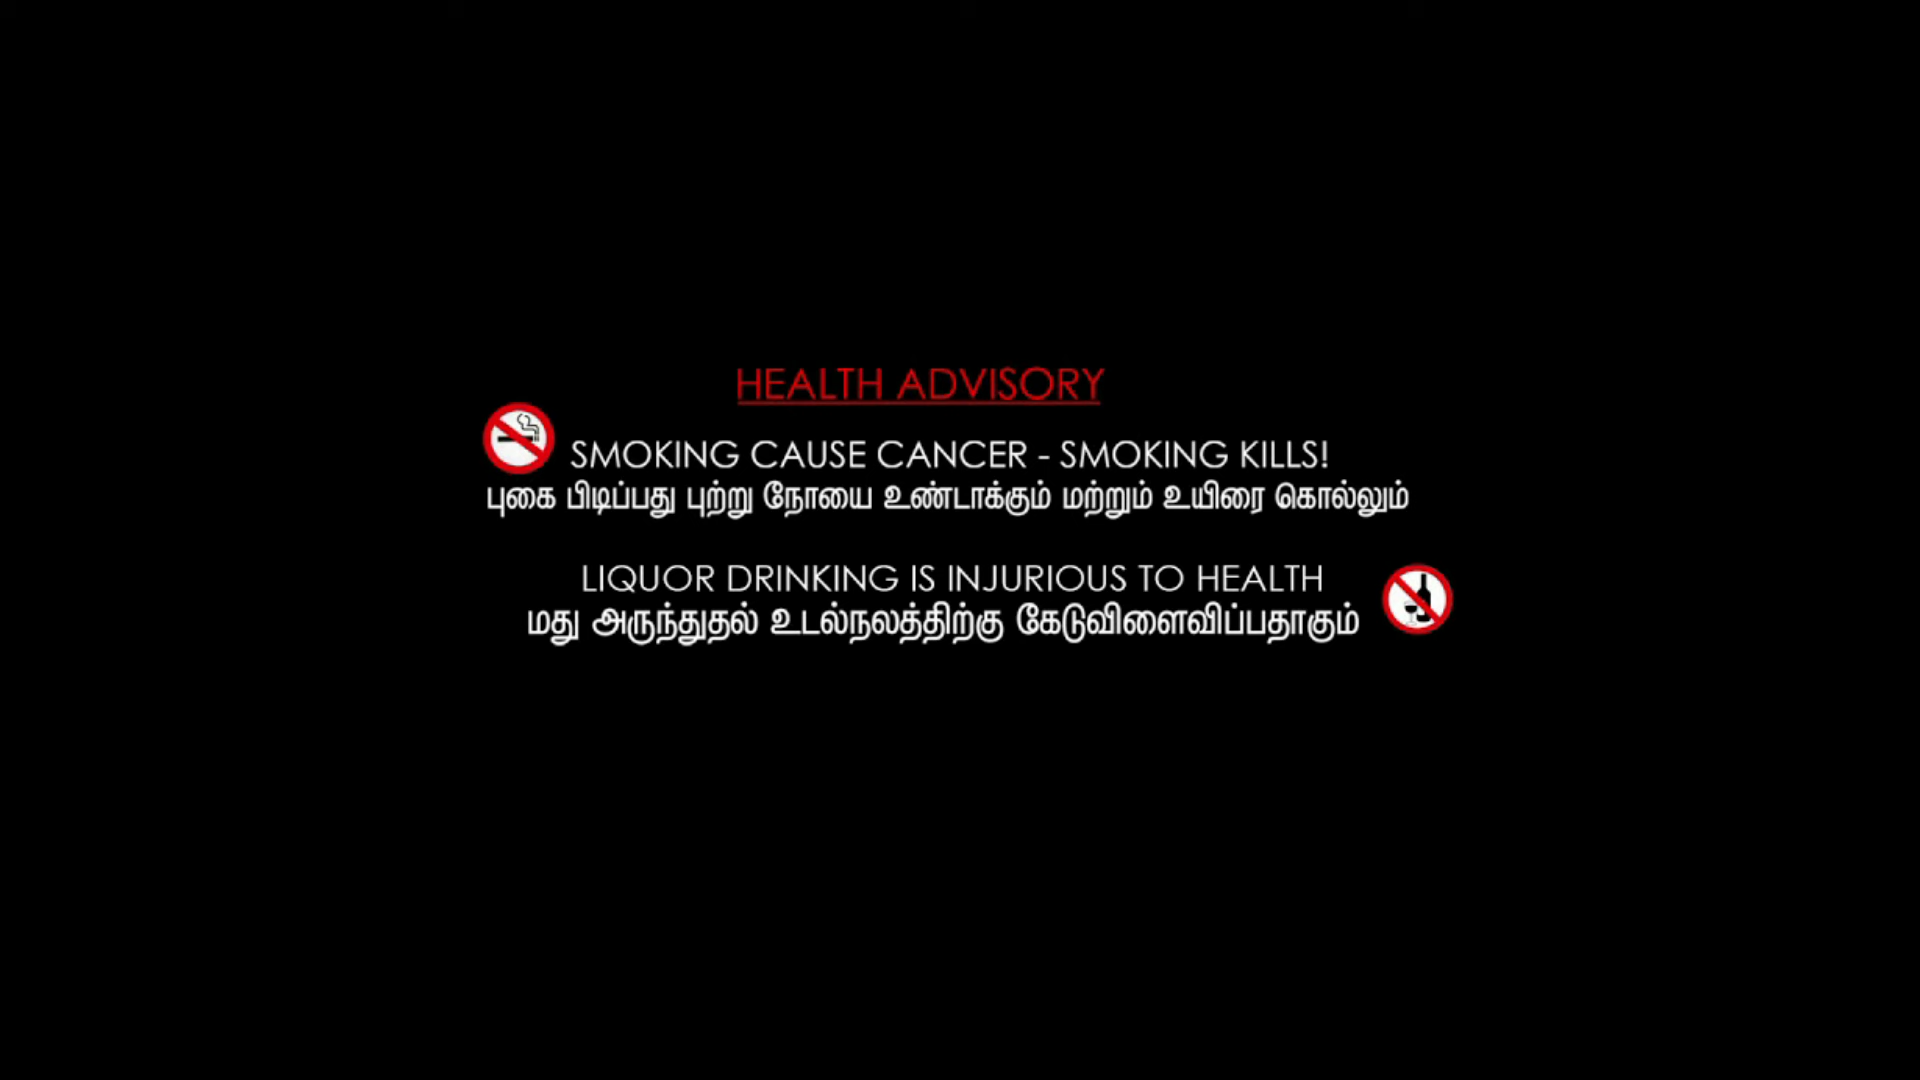 HEALTH ADVISORY
SMOKING CAUSE CANCER - SMOKING KILLS!
புகை பிடிப்பது புற்று நோயை உண்டாக்கும் மற்றும் உயிரை கொல்லும்
LIQUOR DRINKING IS INJURIOUS TO HEALTH
மது அருந்துதல் உடல்நலத்திற்கு கேடுவிளைவிப்பதாகும்